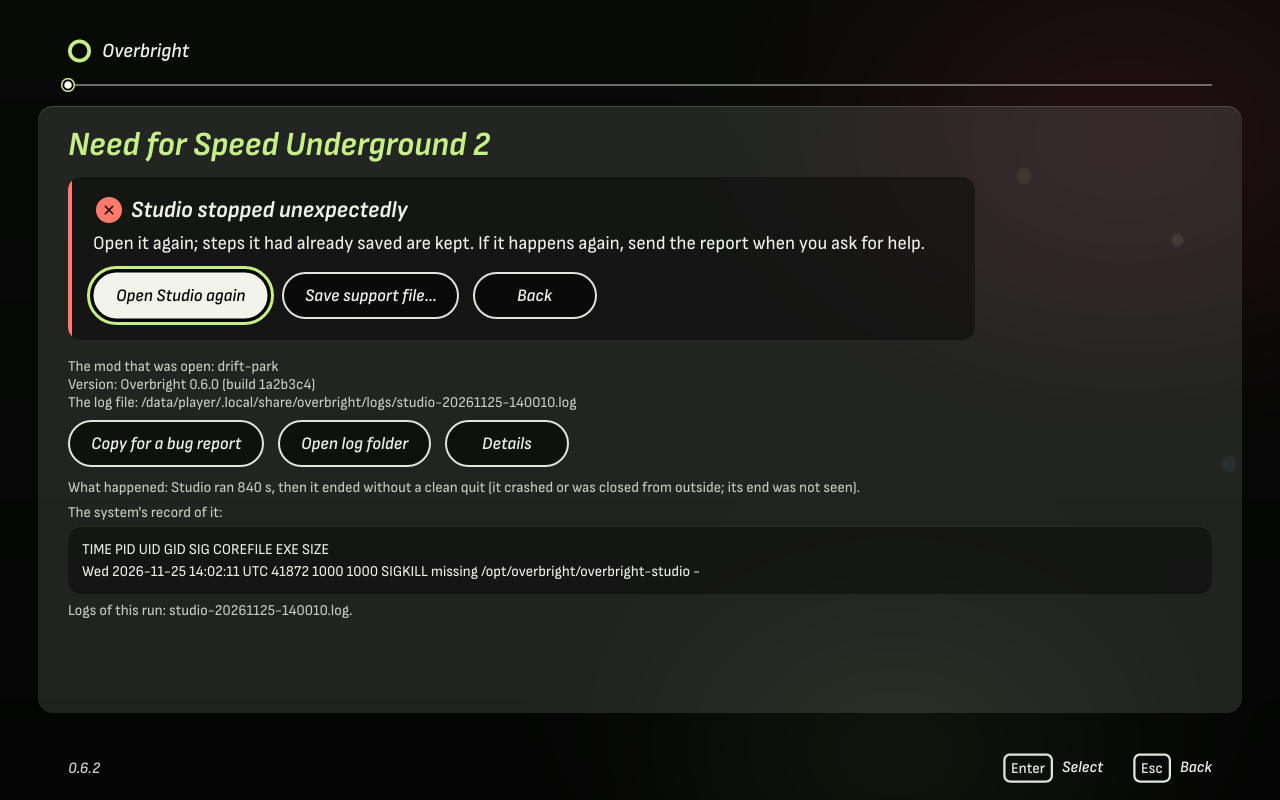 Overbright
Need for Speed Underground 2
Studio stopped unexpectedly
Open it again; steps it had already saved are kept. If it happens again, send the report when you ask for help.
Open Studio again
Save support file...
Back
The mod that was open: drift-park
Version: Overbright 0.6.0 (build 1a2b3c4)
The log file: /data/player/.local/share/overbright/logs/studio-20261125-140010.log
Copy for a bug report
Open log folder
Details
What happened: Studio ran 840 s, then it ended without a clean quit (it crashed or was closed from outside; its end was not seen).
The system's record of it:
TIME PID UID GID SIG COREFILE EXE SIZE
Wed 2026-11-25 14:02:11 UTC 41872 1000 1000 SIGKILL missing /opt/overbright/overbright-studio -
Logs of this run: studio-20261125-140010.log.
0.6.2
Enter Select
Esc Back